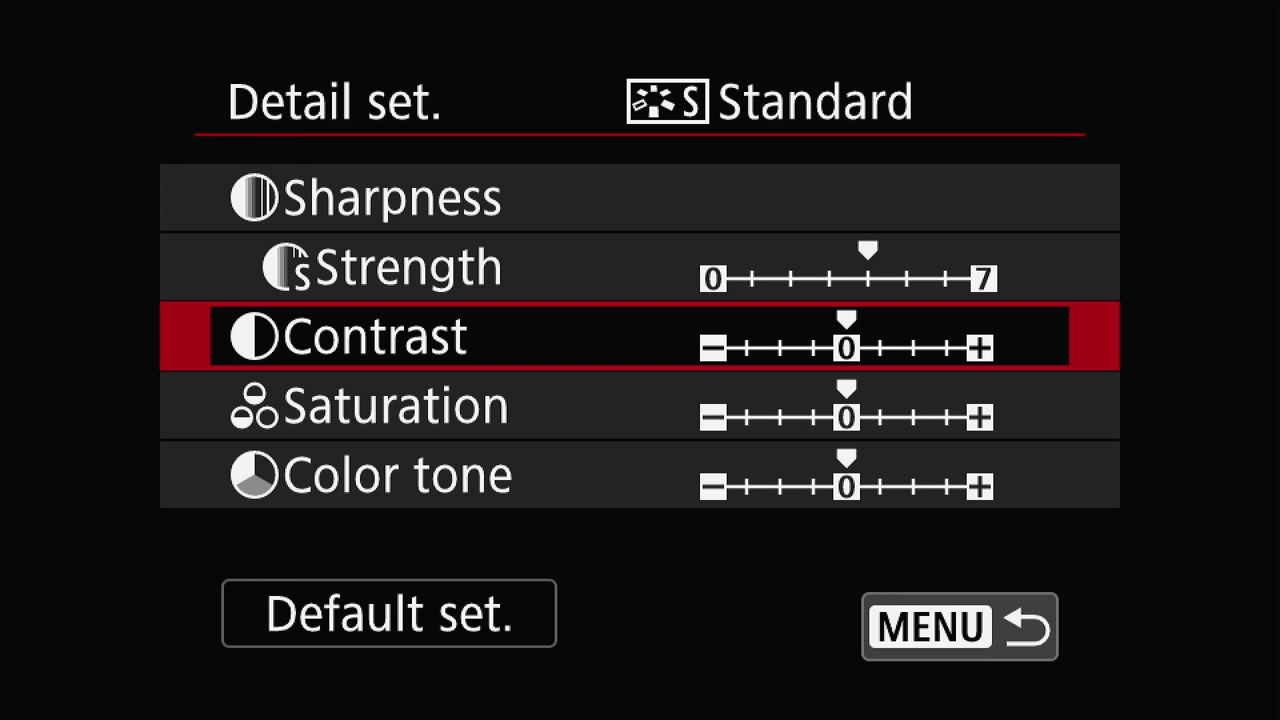 Detail set. S Standard
Sharpness
S Strength 0 7
Contrast − 0 +
Saturation − 0 +
Color tone − 0 +
Default set. MENU